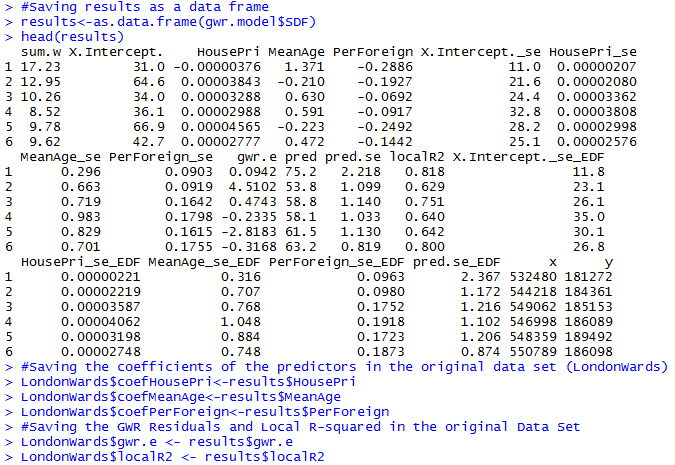 > #Saving results as a data frame
> results<-as.data.frame(gwr.model$SDF)
> head(results)
sum.w X.Intercept. HousePri MeanAge PerForeign X.Intercept._se HousePri_se
1 17.23 31.0 -0.00000376 1.371 -0.2886 11.0 0.00000207
2 12.95 64.6 0.00003843 -0.210 -0.1927 21.6 0.00002080
3 10.26 34.0 0.00003288 0.630 -0.0692 24.4 0.00003362
4 8.52 36.1 0.00002988 0.591 -0.0917 32.8 0.00003808
5 9.78 66.9 0.00004565 -0.223 -0.2492 28.2 0.00002998
6 9.62 42.7 0.00002777 0.472 -0.1442 25.1 0.00002576
MeanAge_se PerForeign_se gwr.e pred pred.se localR2 X.Intercept._se_EDF
1 0.296 0.0903 0.0942 75.2 2.218 0.818 11.8
2 0.663 0.0919 4.5102 53.8 1.099 0.629 23.1
3 0.719 0.1642 0.4743 58.8 1.140 0.751 26.1
4 0.983 0.1798 -0.2335 58.1 1.033 0.640 35.0
5 0.829 0.1615 -2.8183 61.5 1.130 0.642 30.1
6 0.701 0.1755 -0.3168 63.2 0.819 0.800 26.8
HousePri_se_EDF MeanAge_se_EDF PerForeign_se_EDF pred.se_EDF x y
1 0.00000221 0.316 0.0963 2.367 532480 181272
2 0.00002219 0.707 0.0980 1.172 544218 184361
3 0.00003587 0.768 0.1752 1.216 549062 185153
4 0.00004062 1.048 0.1918 1.102 546998 186089
5 0.00003198 0.884 0.1723 1.206 548359 189492
6 0.00002748 0.748 0.1873 0.874 550789 186098
> #Saving the coefficients of the predictors in the original data set (LondonWards)
> LondonWards$coefHousePri<-results$HousePri
> LondonWards$coefMeanAge<-results$MeanAge
> LondonWards$coefPerForeign<-results$PerForeign
> #Saving the GWR Residuals and Local R-squared in the original Data Set
> LondonWards$gwr.e <- results$gwr.e
> LondonWards$localR2 <- results$localR2